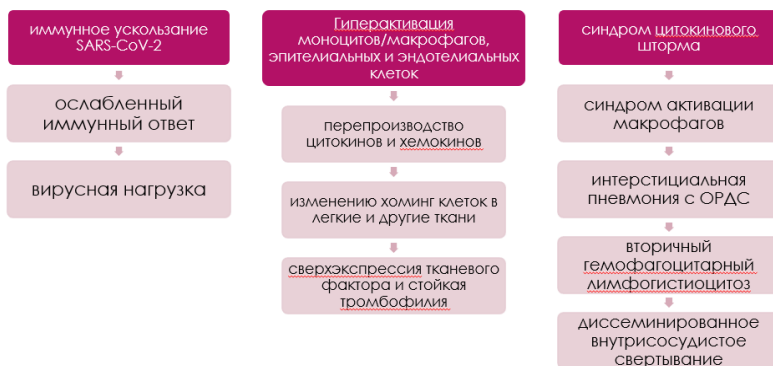 иммунное ускользание
SARS-CoV-2
ослабленный
иммунный ответ
вирусная нагрузка
Гиперактивация
моноцитов/макрофагов,
эпителиальных и эндотелиальных
клеток
перепроизводство
цитокинов и хемокинов
изменению хоминг клеток в
легкие и другие ткани
сверхэкспрессия тканевого
фактора и стойкая
тромбофилия
синдром цитокинового
шторма
синдром активации
макрофагов
интерстициальная
пневмония с ОРДС
вторичный
гемофагоцитарный
лимфогистиоцитоз
диссеминированное
внутрисосудистое
свертывание